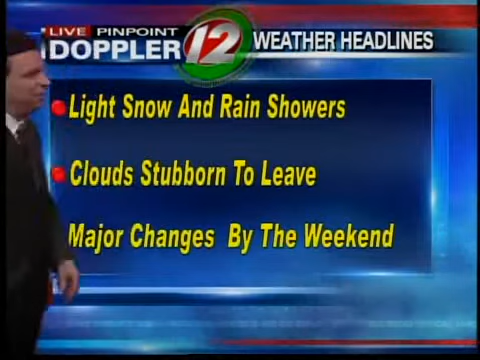 LIVE PINPOINT
DOPPLER 12 WEATHER HEADLINES
Light Snow And Rain Showers
Clouds Stubborn To Leave
Major Changes By The Weekend